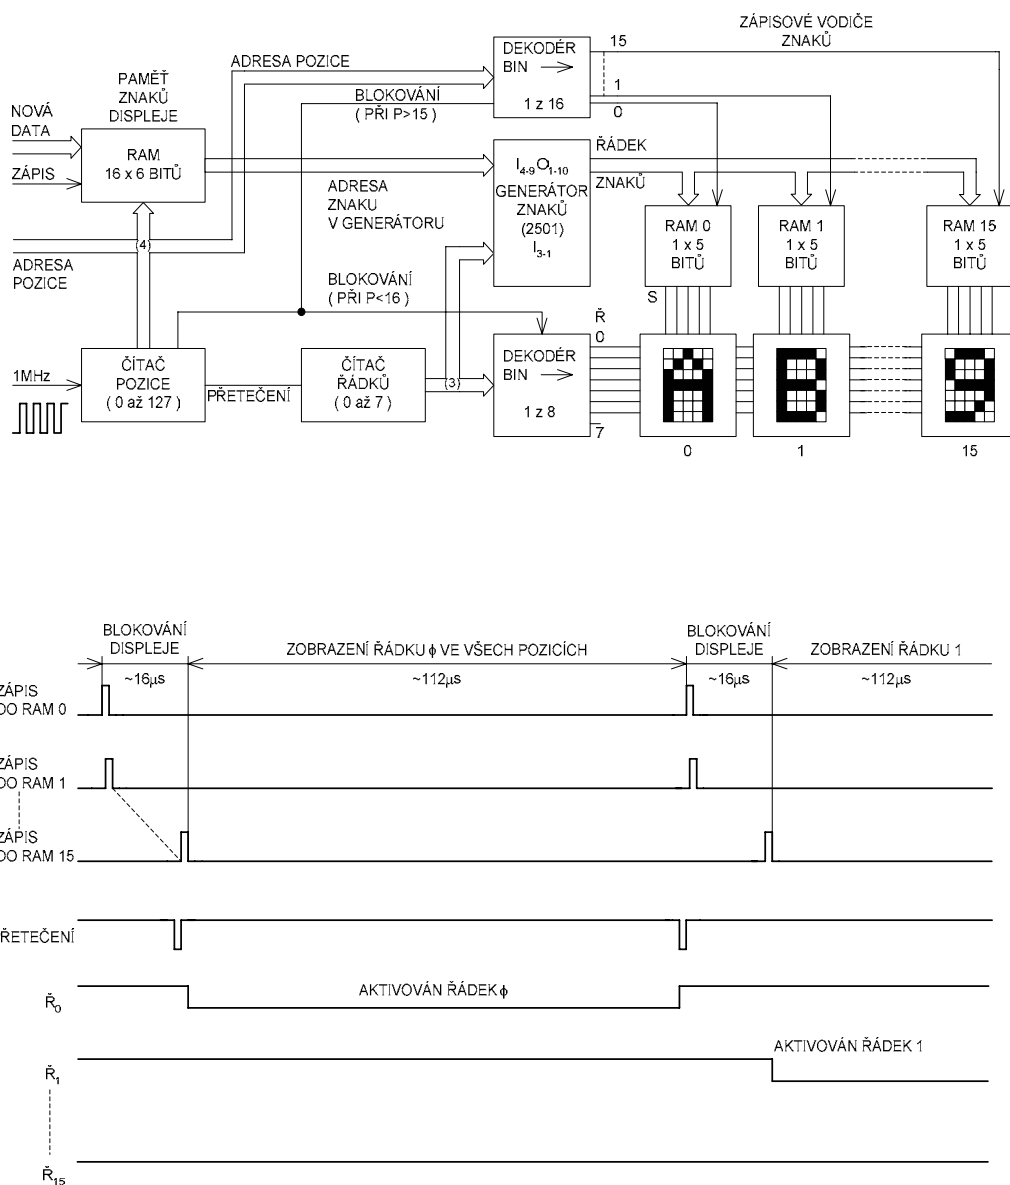 ZÁPISOVÉ VODIČE
ZNAKŮ
DEKODÉR
BIN
1 z 16
15
1
0
ADRESA POZICE
BLOKOVÁNÍ
( PŘI P>15 )
PAMĚŤ
ZNAKŮ
DISPLEJE
NOVÁ
DATA
ZÁPIS
RAM
16 x 6 BITŮ
ADRESA
ZNAKU
V GENERÁTORU
I4-9O1-10
GENERÁTOR
ZNAKŮ
(2501)
I3-1
ŘÁDEK
ZNAKŮ
RAM 0
1 x 5
BITŮ
RAM 1
1 x 5
BITŮ
RAM 15
1 x 5
BITŮ
(4)
ADRESA
POZICE
BLOKOVÁNÍ
( PŘI P<16 )
S
Ř
0
1MHz
ČÍTAČ
POZICE
( 0 až 127 )
PŘETEČENÍ
ČÍTAČ
ŘÁDKŮ
( 0 až 7 )
(3)
DEKODÉR
BIN
1 z 8
7
0
1
15
BLOKOVÁNÍ
DISPLEJE
ZOBRAZENÍ ŘÁDKU ϕ VE VŠECH POZICÍCH
BLOKOVÁNÍ
DISPLEJE
ZOBRAZENÍ ŘÁDKU 1
~16µs
~112µs
~16µs
~112µs
ZÁPIS
DO RAM 0
ZÁPIS
DO RAM 1
ZÁPIS
DO RAM 15
ŘETEČENÍ
Ř0
AKTIVOVÁN ŘÁDEK ϕ
Ř1
AKTIVOVÁN ŘÁDEK 1
Ř15